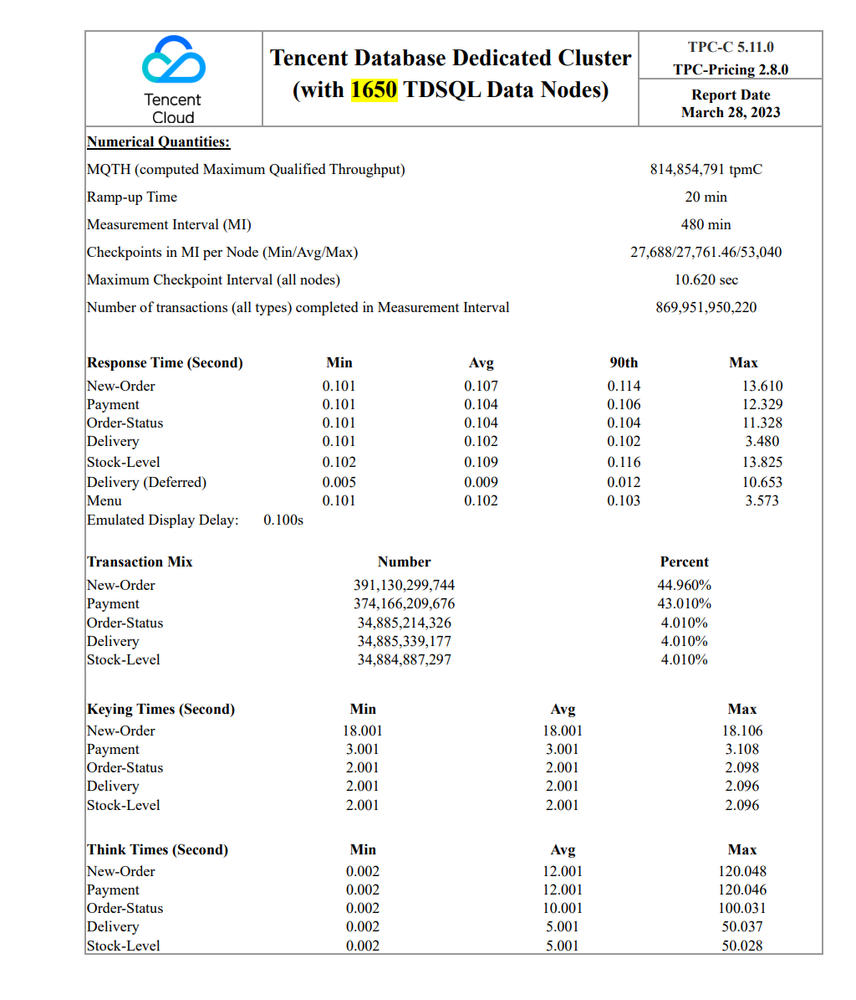 Tencent
Cloud
Tencent Database Dedicated Cluster
(with 1650 TDSQL Data Nodes)
TPC-C 5.11.0
TPC-Pricing 2.8.0
Report Date
March 28, 2023
Numerical Quantities:
MQTH (computed Maximum Qualified Throughput) 814,854,791 tpmC
Ramp-up Time 20 min
Measurement Interval (MI) 480 min
Checkpoints in MI per Node (Min/Avg/Max) 27,688/27,761.46/53,040
Maximum Checkpoint Interval (all nodes) 10.620 sec
Number of transactions (all types) completed in Measurement Interval 869,951,950,220
Response Time (Second) Min Avg 90th Max
New-Order 0.101 0.107 0.114 13.610
Payment 0.101 0.104 0.106 12.329
Order-Status 0.101 0.104 0.104 11.328
Delivery 0.101 0.102 0.102 3.480
Stock-Level 0.102 0.109 0.116 13.825
Delivery (Deferred) 0.005 0.009 0.012 10.653
Menu 0.101 0.102 0.103 3.573
Emulated Display Delay: 0.100s
Transaction Mix Number Percent
New-Order 391,130,299,744 44.960%
Payment 374,166,209,676 43.010%
Order-Status 34,885,214,326 4.010%
Delivery 34,885,339,177 4.010%
Stock-Level 34,884,887,297 4.010%
Keying Times (Second) Min Avg Max
New-Order 18.001 18.001 18.106
Payment 3.001 3.001 3.108
Order-Status 2.001 2.001 2.098
Delivery 2.001 2.001 2.096
Stock-Level 2.001 2.001 2.096
Think Times (Second) Min Avg Max
New-Order 0.002 12.001 120.048
Payment 0.002 12.001 120.046
Order-Status 0.002 10.001 100.031
Delivery 0.002 5.001 50.037
Stock-Level 0.002 5.001 50.028